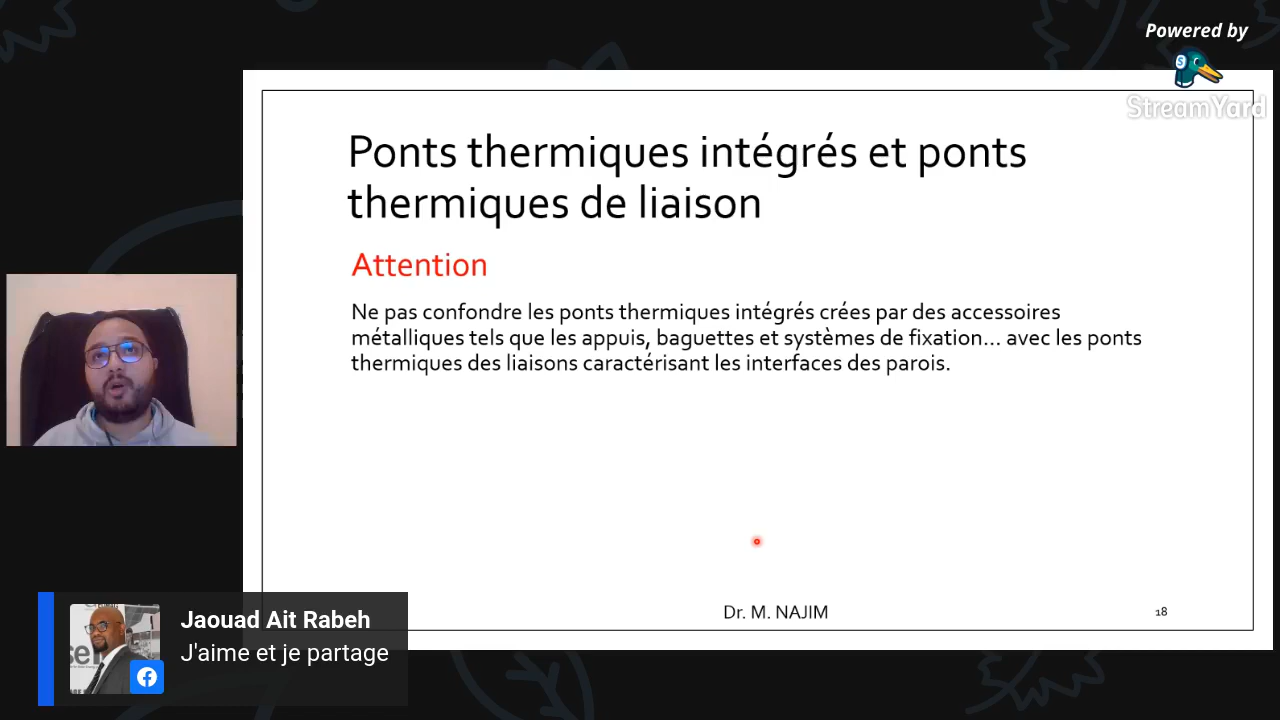 Powered by
StreamYard
Ponts thermiques intégrés et ponts
thermiques de liaison
Attention
Ne pas confondre les ponts thermiques intégrés crées par des accessoires
métalliques tels que les appuis, baguettes et systèmes de fixation... avec les ponts
thermiques des liaisons caractérisant les interfaces des parois.
Dr. M. NAJIM
18
Jaouad Ait Rabeh
J'aime et je partage